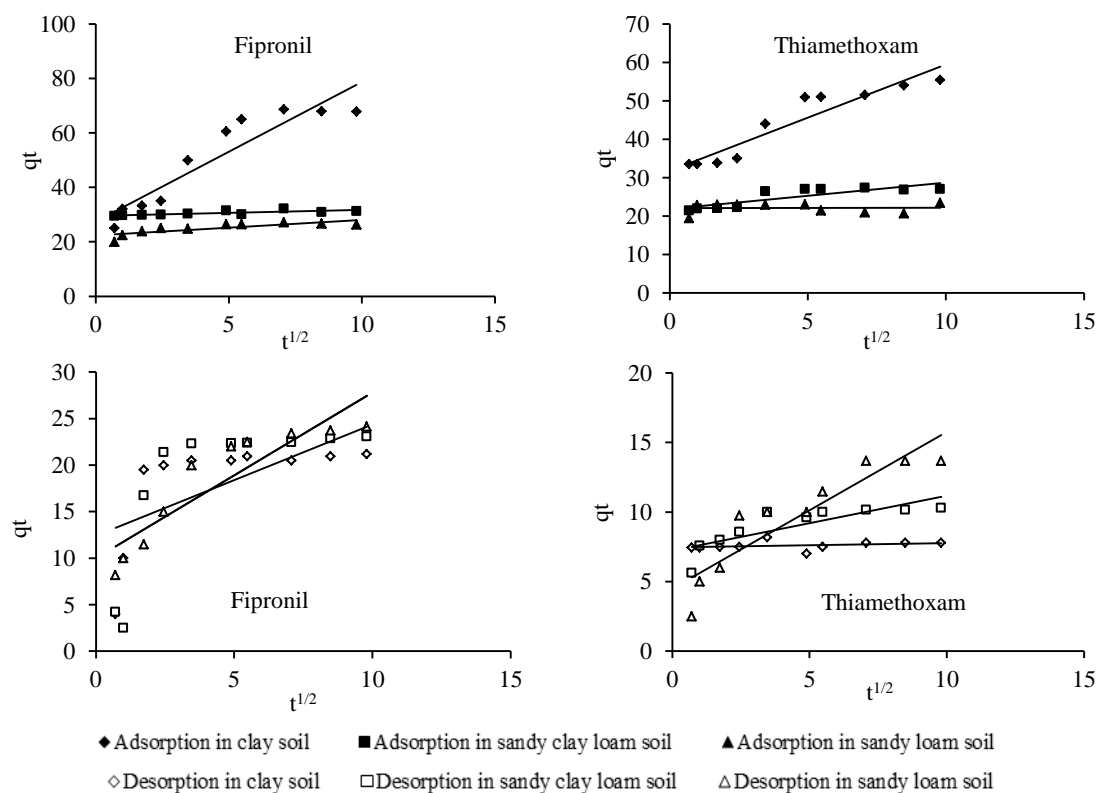 Fipronil
100
80
60
40
20
0
qt
0 5 10 15
t1/2
Thiamethoxam
70
60
50
40
30
20
10
0
qt
0 5 10 15
t1/2
30
25
20
15
10
5
0
qt
Fipronil
0 5 10 15
t1/2
20
15
10
5
0
qt
Thiamethoxam
0 5 10 15
t1/2
Adsorption in clay soil Adsorption in sandy clay loam soil Adsorption in sandy loam soil
Desorption in clay soil Desorption in sandy clay loam soil Desorption in sandy loam soil